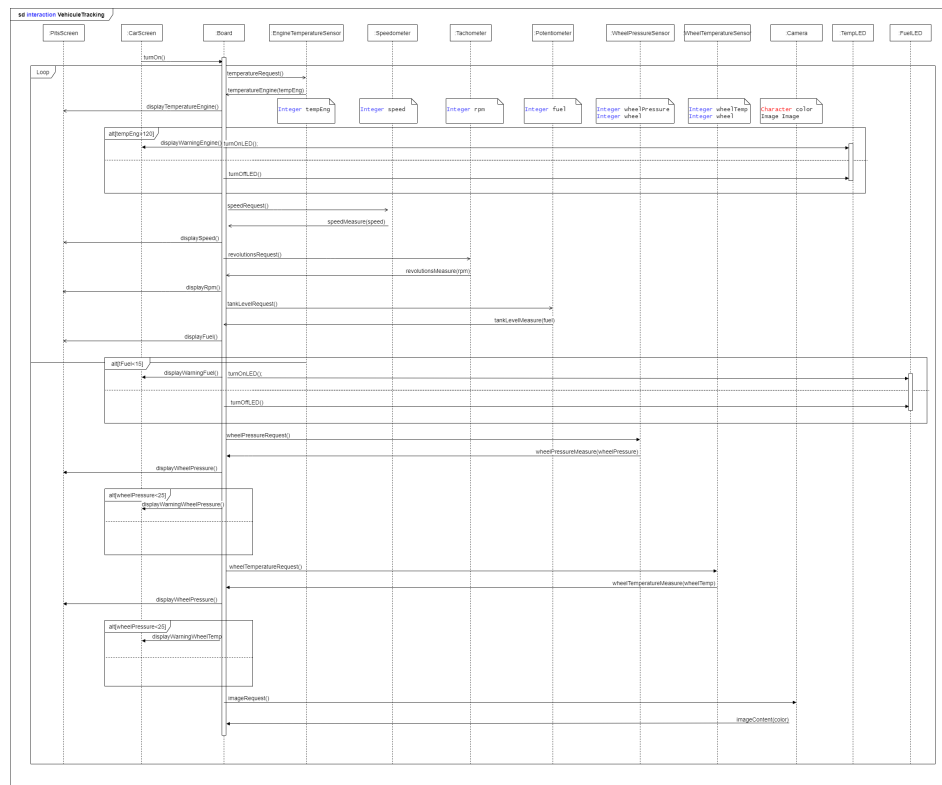 sd interaction VehiculeTracking
:PitsScreen
:CarScreen
:Board
:EngineTemperatureSensor
:Speedometer
:Tachometer
:Potentiometer
:WheelPressureSensor
:WheelTemperatureSensor
:Camera
:TempLED
:FuelLED
turnOn()
Loop
temperatureRequest()
temperatureEngine(tempEng)
displayTemperatureEngine()
Integer tempEng
Integer speed
Integer rpm
Integer fuel
Integer wheelPressure
Integer wheel
Integer wheelTemp
Integer wheel
Character color
Image Image
alt[tempEng>120]
displayWarningEngine()
turnOnLED();
turnOffLED()
speedRequest()
speedMeasure(speed)
displaySpeed()
revolutionsRequest()
revolutionsMeasure(rpm)
displayRpm()
tankLevelRequest()
tankLevelMeasure(fuel)
displayFuel()
alt[tFuel<15]
displayWarningFuel()
turnOnLED();
turnOffLED()
wheelPressureRequest()
wheelPressureMeasure(wheelPressure)
displayWheelPressure()
alt[wheelPressure<25]
displayWarningWheelPressure()
wheelTemperatureRequest()
wheelTemperatureMeasure(wheelTemp)
displayWheelPressure()
alt[wheelPressure<25]
displayWarningWheelTemp
imageRequest()
imageContent(color)